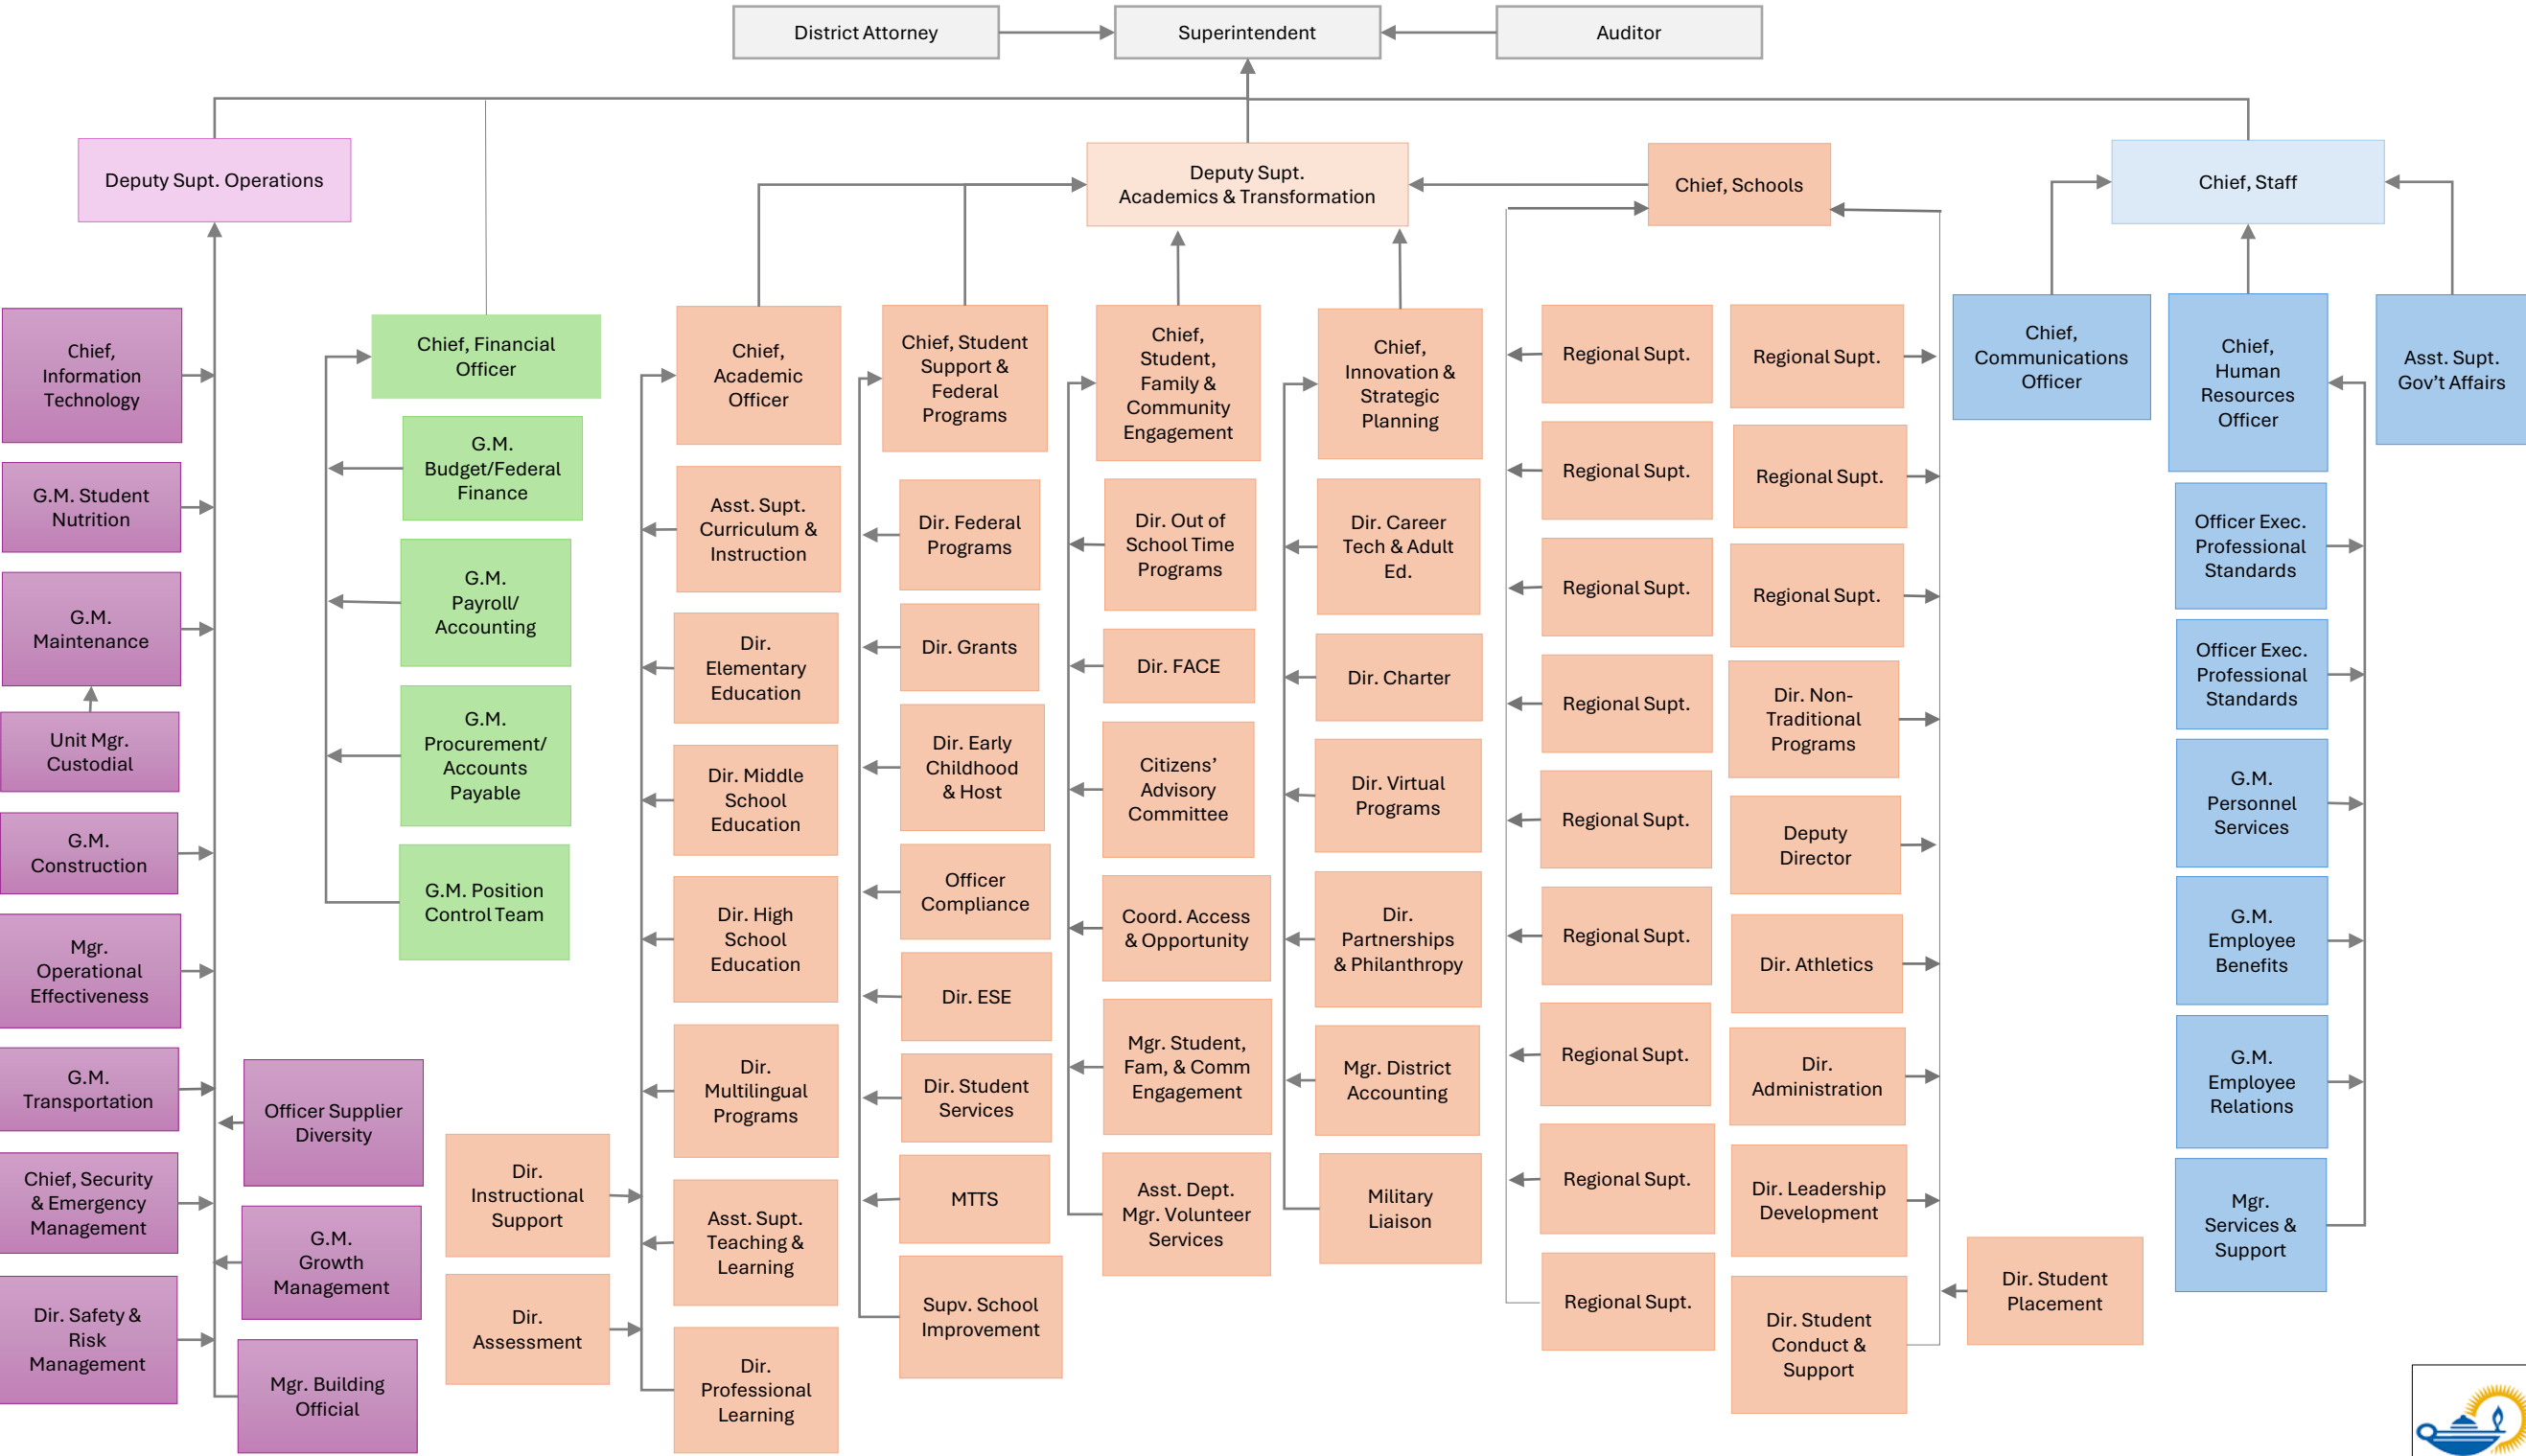 District Attorney
Superintendent
Auditor
Deputy Supt. Operations
Deputy Supt.
Academics & Transformation
Chief, Schools
Chief, Staff
Chief,
Information
Technology
G.M. Student
Nutrition
G.M.
Maintenance
Unit Mgr.
Custodial
G.M.
Construction
Mgr.
Operational
Effectiveness
G.M.
Transportation
Chief, Security
& Emergency
Management
Dir. Safety &
Risk
Management
Officer Supplier
Diversity
G.M.
Growth
Management
Mgr. Building
Official
Chief, Financial
Officer
G.M.
Budget/Federal
Finance
G.M.
Payroll/
Accounting
G.M.
Procurement/
Accounts
Payable
G.M. Position
Control Team
Chief,
Academic
Officer
Asst. Supt.
Curriculum &
Instruction
Dir.
Elementary
Education
Dir. Middle
School
Education
Dir. High
School
Education
Dir.
Multilingual
Programs
Asst. Supt.
Teaching &
Learning
Dir.
Professional
Learning
Dir.
Instructional
Support
Dir.
Assessment
Chief, Student
Support &
Federal
Programs
Dir. Federal
Programs
Dir. Grants
Dir. Early
Childhood
& Host
Officer
Compliance
Dir. ESE
Dir. Student
Services
MTTS
Supv. School
Improvement
Chief,
Student,
Family &
Community
Engagement
Dir. Out of
School Time
Programs
Dir. FACE
Citizens’
Advisory
Committee
Coord. Access
& Opportunity
Mgr. Student,
Fam, & Comm
Engagement
Asst. Dept.
Mgr. Volunteer
Services
Chief,
Innovation &
Strategic
Planning
Dir. Career
Tech & Adult
Ed.
Dir. Charter
Dir. Virtual
Programs
Dir.
Partnerships
& Philanthropy
Mgr. District
Accounting
Military
Liaison
Regional Supt.
Regional Supt.
Regional Supt.
Regional Supt.
Regional Supt.
Regional Supt.
Regional Supt.
Regional Supt.
Regional Supt.
Regional Supt.
Regional Supt.
Regional Supt.
Dir. Non-
Traditional
Programs
Deputy
Director
Dir. Athletics
Dir.
Administration
Dir. Leadership
Development
Dir. Student
Conduct &
Support
Dir. Student
Placement
Chief,
Communications
Officer
Chief,
Human
Resources
Officer
Asst. Supt.
Gov’t Affairs
Officer Exec.
Professional
Standards
Officer Exec.
Professional
Standards
G.M.
Personnel
Services
G.M.
Employee
Benefits
G.M.
Employee
Relations
Mgr.
Services &
Support